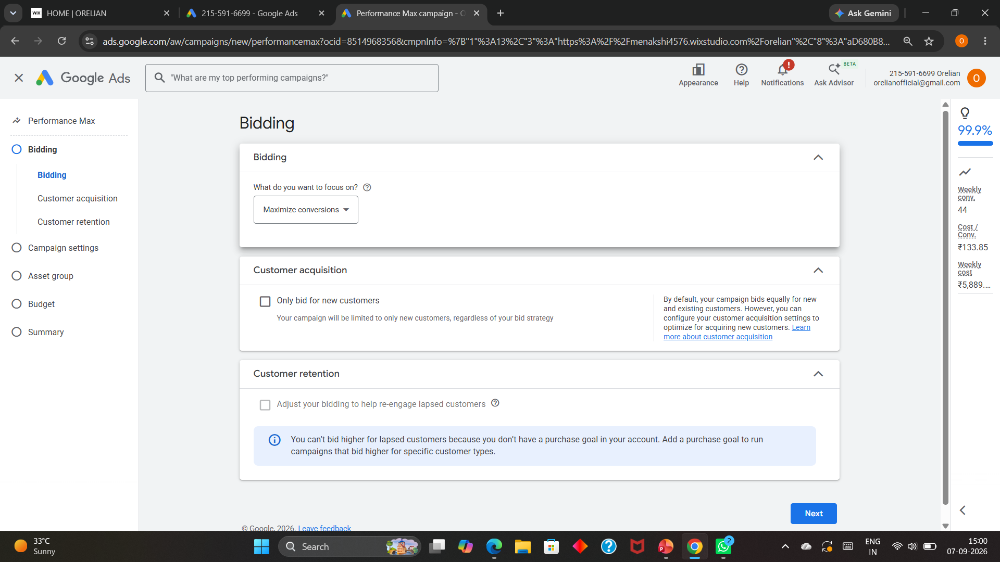 WIX HOME | ORELIAN
215-591-6699 - Google Ads
Performance Max campaign - O
Ask Gemini
ads.google.com/aw/campaigns/new/performancemax?ocid=8514968356&cmpnInfo=%7B"1"%3A13%2C"3"%3A"https%3A%2F%2Fmenakshi4576.wixstudio.com%2Forelian"%2C"8"%3A"aD680B8...
O
Google Ads
"What are my top performing campaigns?"
Appearance
Help
!
Notifications
BETA
Ask Advisor
215-591-6699 Orelian
orelianofficial@gmail.com
O
Performance Max
Bidding
Bidding
Customer acquisition
Customer retention
Campaign settings
Asset group
Budget
Summary
Bidding
Bidding
What do you want to focus on?
Maximize conversions
Customer acquisition
Only bid for new customers
Your campaign will be limited to only new customers, regardless of your bid strategy
By default, your campaign bids equally for new
and existing customers. However, you can
configure your customer acquisition settings to
optimize for acquiring new customers. Learn
more about customer acquisition
Customer retention
Adjust your bidding to help re-engage lapsed customers
You can’t bid higher for lapsed customers because you don’t have a purchase goal in your account. Add a purchase goal to run
campaigns that bid higher for specific customer types.
Next
© Google, 2026. Leave feedback
99.9%
Weekly
conv.
44
Cost /
Conv.
₹133.85
Weekly
cost
₹5,889....
33°C
Sunny
Search
P
2
ENG
IN
15:00
07-09-2026